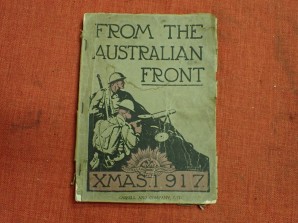 FROM THE
AUSTRALIAN
FRONT
XMAS. 1917